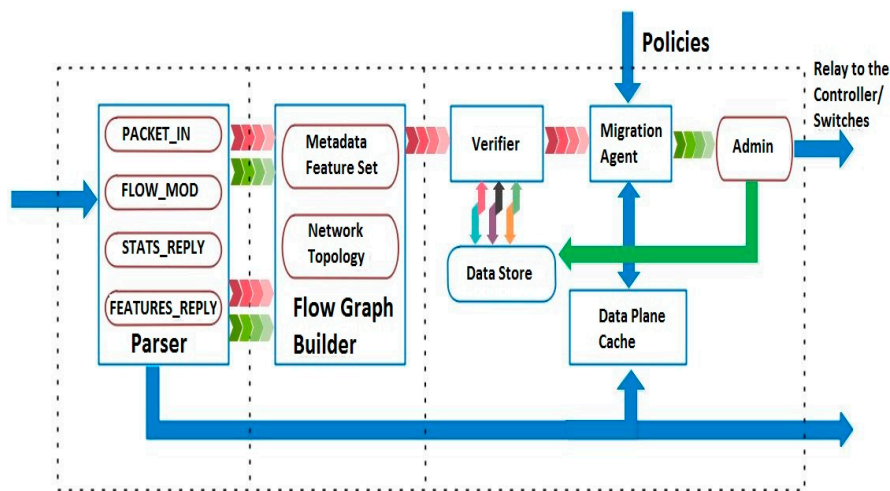 Policies
Relay to the
Controller/
Switches
PACKET_IN
FLOW_MOD
STATS_REPLY
FEATURES_REPLY
Parser
Metadata
Feature Set
Network
Topology
Flow Graph
Builder
Verifier
Migration
Agent
Admin
Data Store
Data Plane
Cache